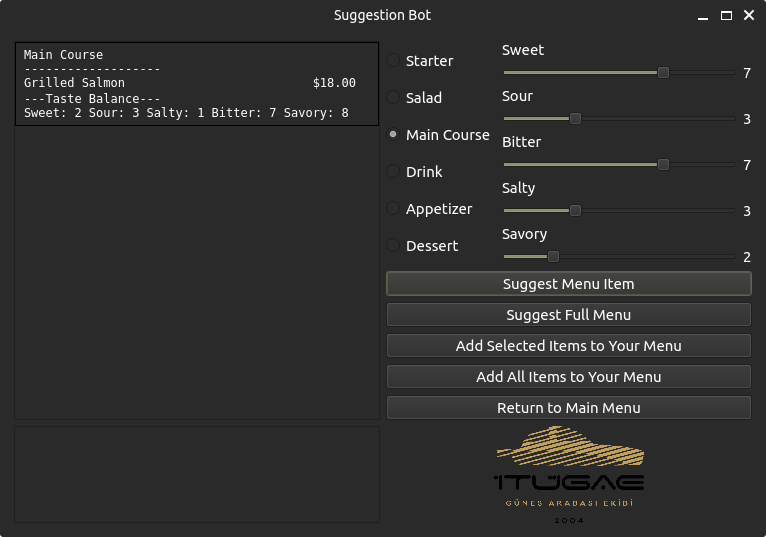 Suggestion Bot
Main Course
-------------------
Grilled Salmon $18.00
---Taste Balance---
Sweet: 2 Sour: 3 Salty: 1 Bitter: 7 Savory: 8
Starter
Salad
Main Course
Drink
Appetizer
Dessert
Sweet
7
Sour
3
Bitter
7
Salty
3
Savory
2
Suggest Menu Item
Suggest Full Menu
Add Selected Items to Your Menu
Add All Items to Your Menu
Return to Main Menu
ITÜGAE
GÜNEŞ ARABASI EKİBİ
2004